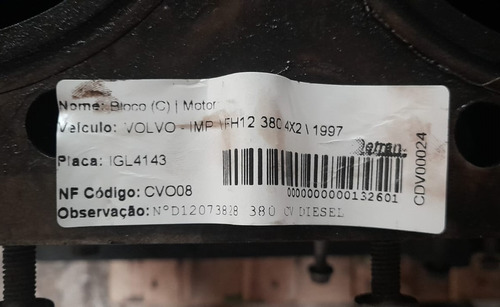 Nome: Bloco (C) | Motor
Veículo: VOLVO - IMP \FH12 380 4X2 \ 1997
Placa: IGL4143
Detran
NF Código: CVO08
0000000000132601
Observação: N°D12073828 380 CV DIESEL
CDV00024